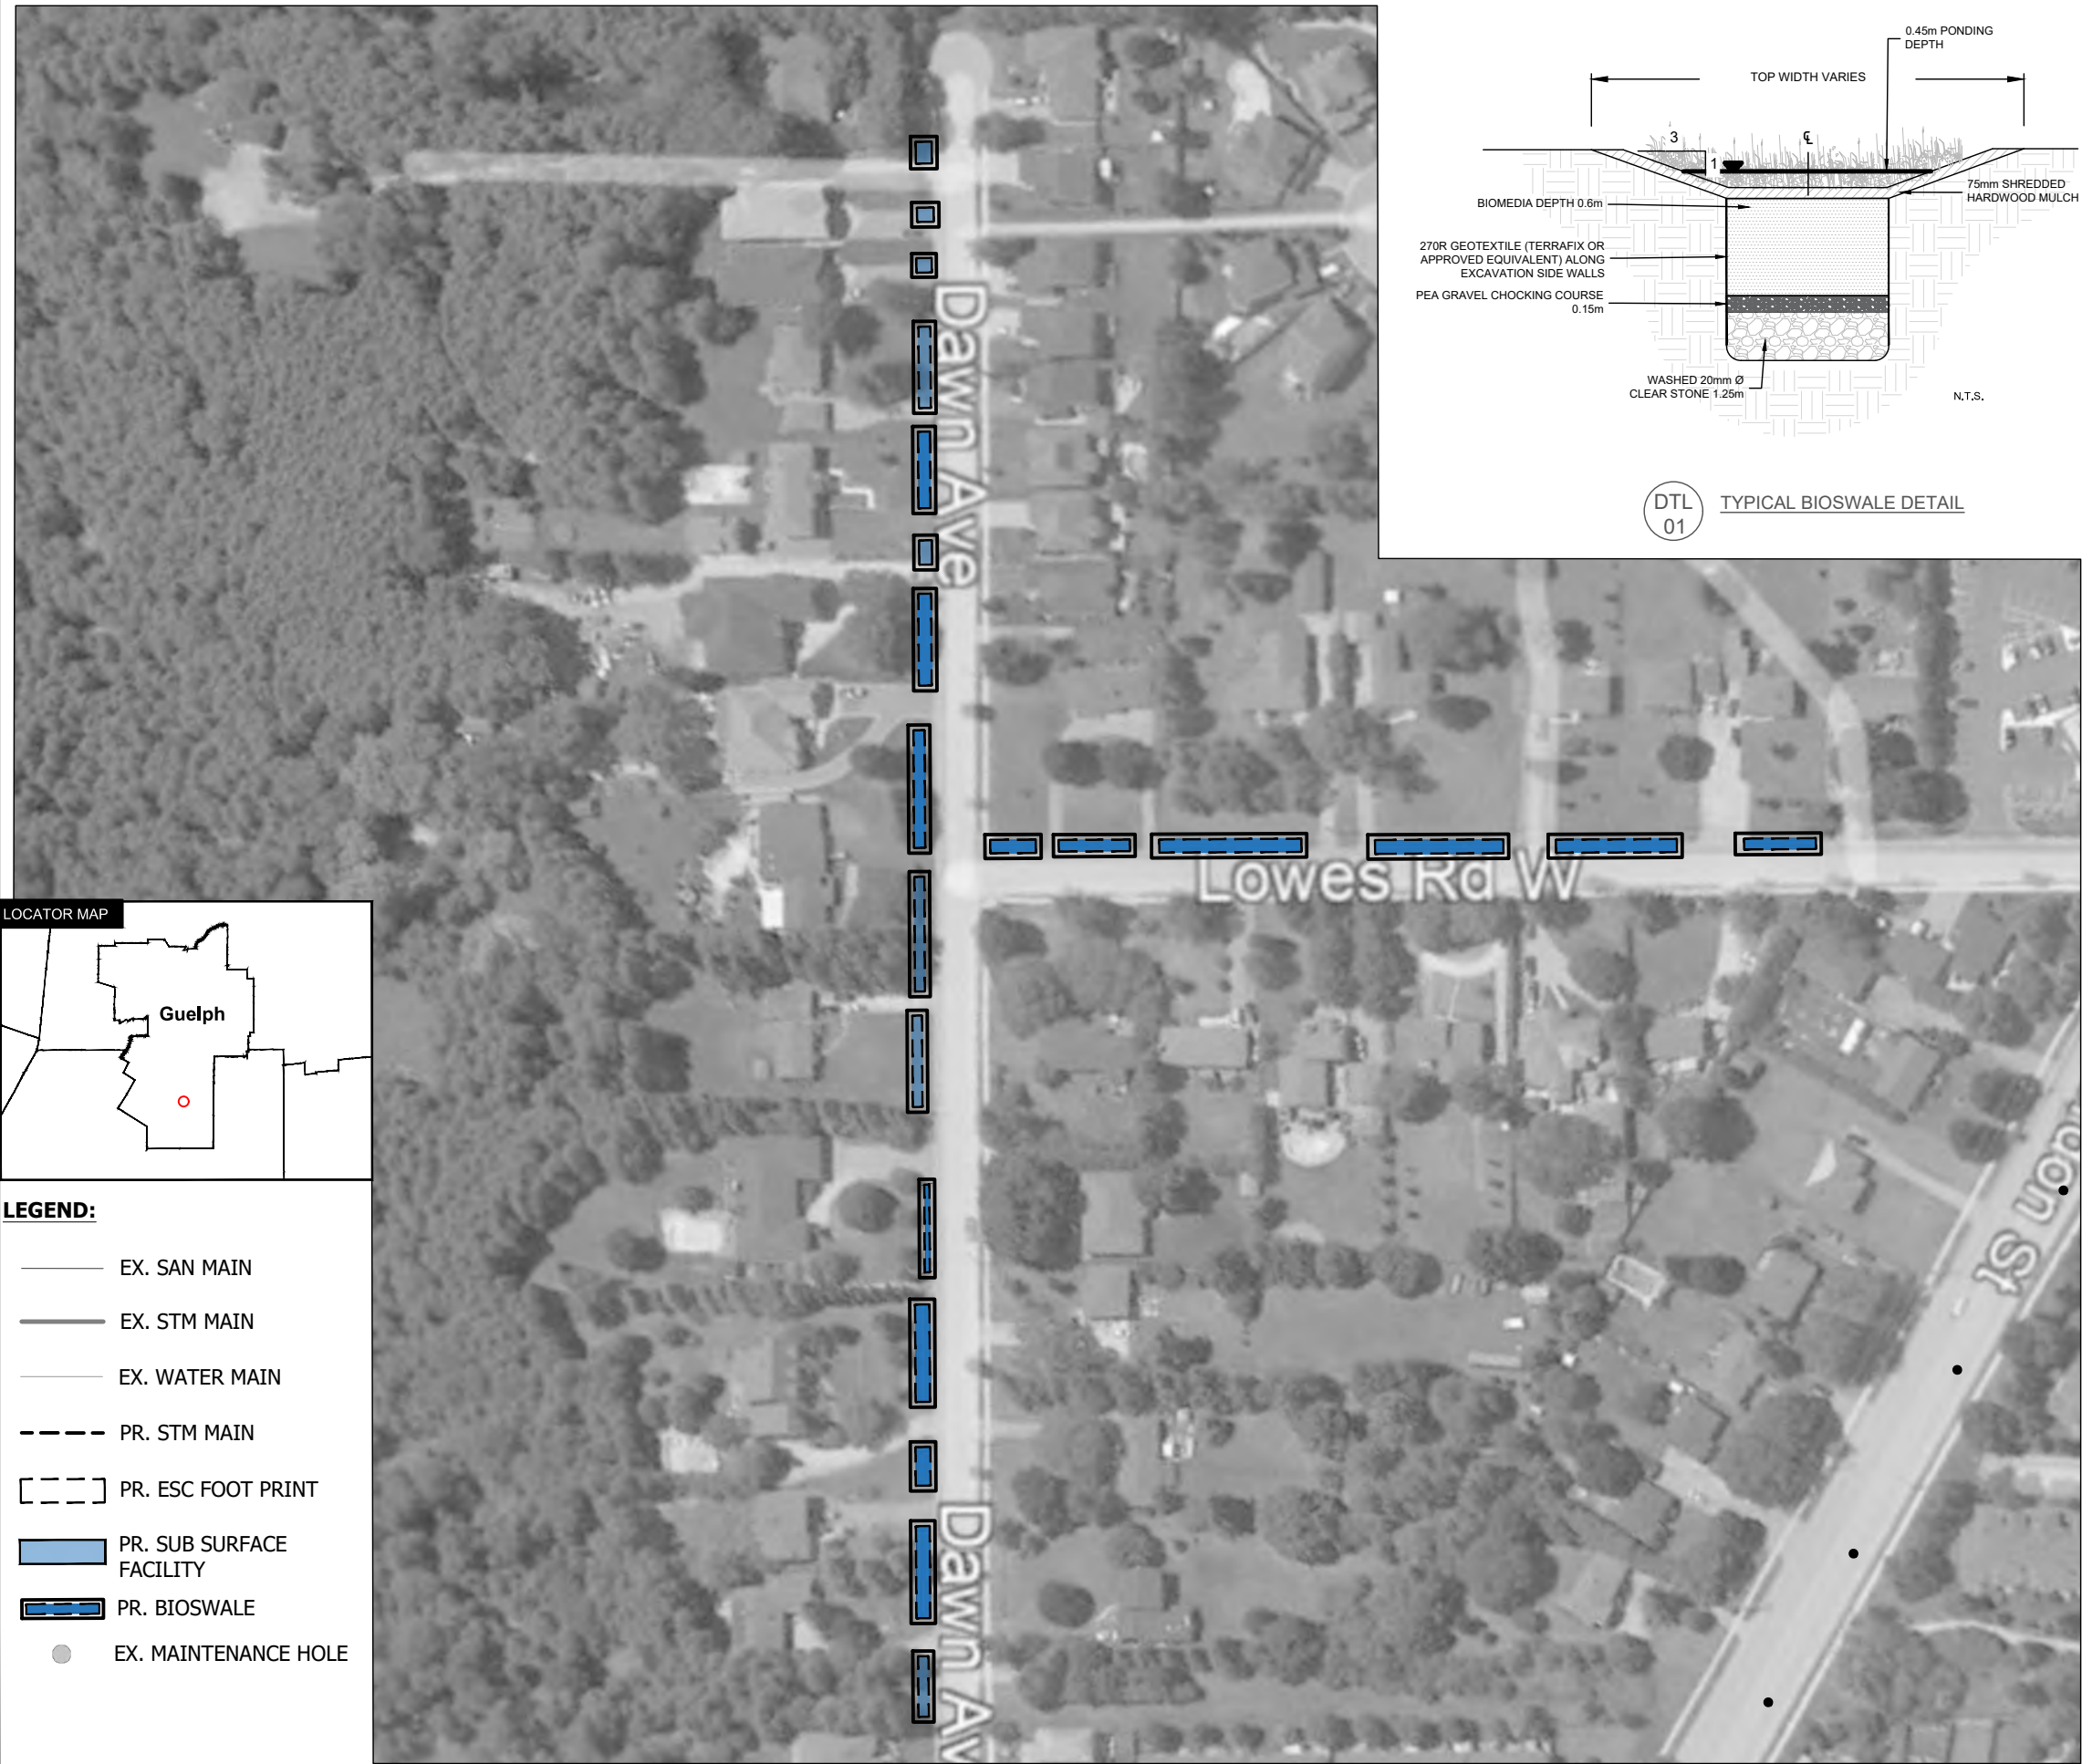 0.45m PONDING
DEPTH
TOP WIDTH VARIES
3
℄
1
75mm SHREDDED
HARDWOOD MULCH
BIOMEDIA DEPTH 0.6m
270R GEOTEXTILE (TERRAFIX OR
APPROVED EQUIVALENT) ALONG
EXCAVATION SIDE WALLS
PEA GRAVEL CHOCKING COURSE
0.15m
WASHED 20mm Ø
CLEAR STONE 1.25m
N.T.S.
DTL
01
TYPICAL BIOSWALE DETAIL
Dawn Ave
Lowes Rd W
don St
Dawn Av
LOCATOR MAP
Guelph
LEGEND:
EX. SAN MAIN
EX. STM MAIN
EX. WATER MAIN
PR. STM MAIN
PR. ESC FOOT PRINT
PR. SUB SURFACE
FACILITY
PR. BIOSWALE
EX. MAINTENANCE HOLE